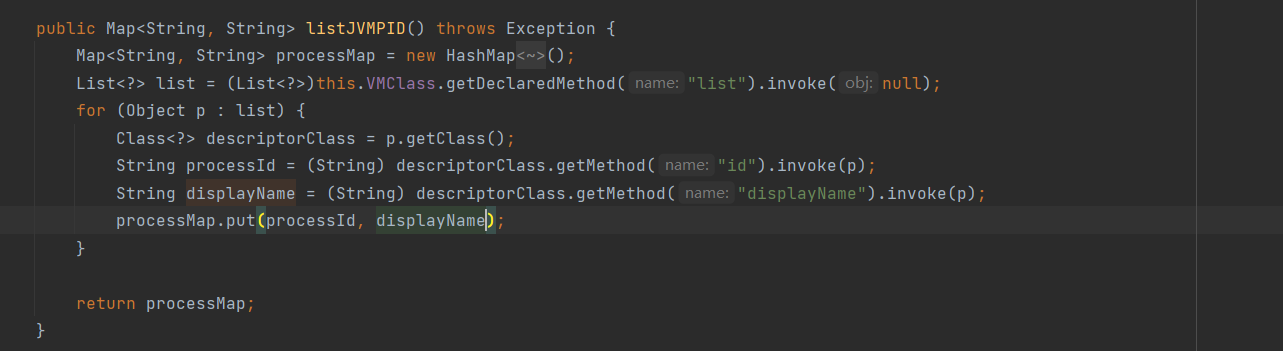 public Map<String, String> listJVMPID() throws Exception {
Map<String, String> processMap = new HashMap<~>();
List<?> list = (List<?>)this.VMClass.getDeclaredMethod( name: "list").invoke( obj: null);
for (Object p : list) {
Class<?> descriptorClass = p.getClass();
String processId = (String) descriptorClass.getMethod( name: "id").invoke(p);
String displayName = (String) descriptorClass.getMethod( name: "displayName").invoke(p);
processMap.put(processId, displayName);
}
return processMap;
}